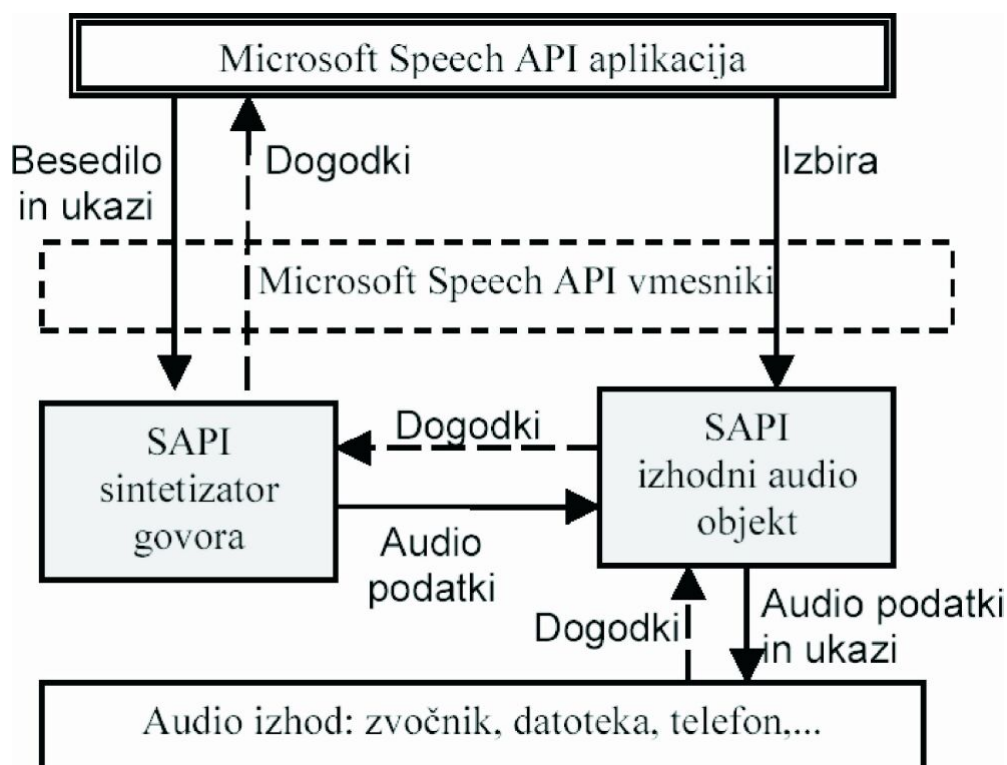 Microsoft Speech API aplikacija
Besedilo
in ukazi
Dogodki
Izbira
Microsoft Speech API vmesniki
SAPI
sintetizator
govora
Dogodki
Audio
podatki
SAPI
izhodni audio
objekt
Dogodki
Audio podatki
in ukazi
Audio izhod: zvočnik, datoteka, telefon,...